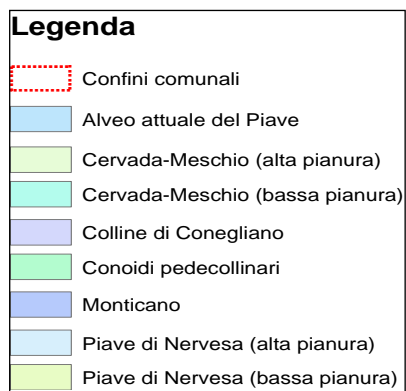 Legenda
Confini comunali
Alveo attuale del Piave
Cervada-Meschio (alta pianura)
Cervada-Meschio (bassa pianura)
Colline di Conegliano
Conoidi pedecollinari
Monticano
Piave di Nervesa (alta pianura)
Piave di Nervesa (bassa pianura)